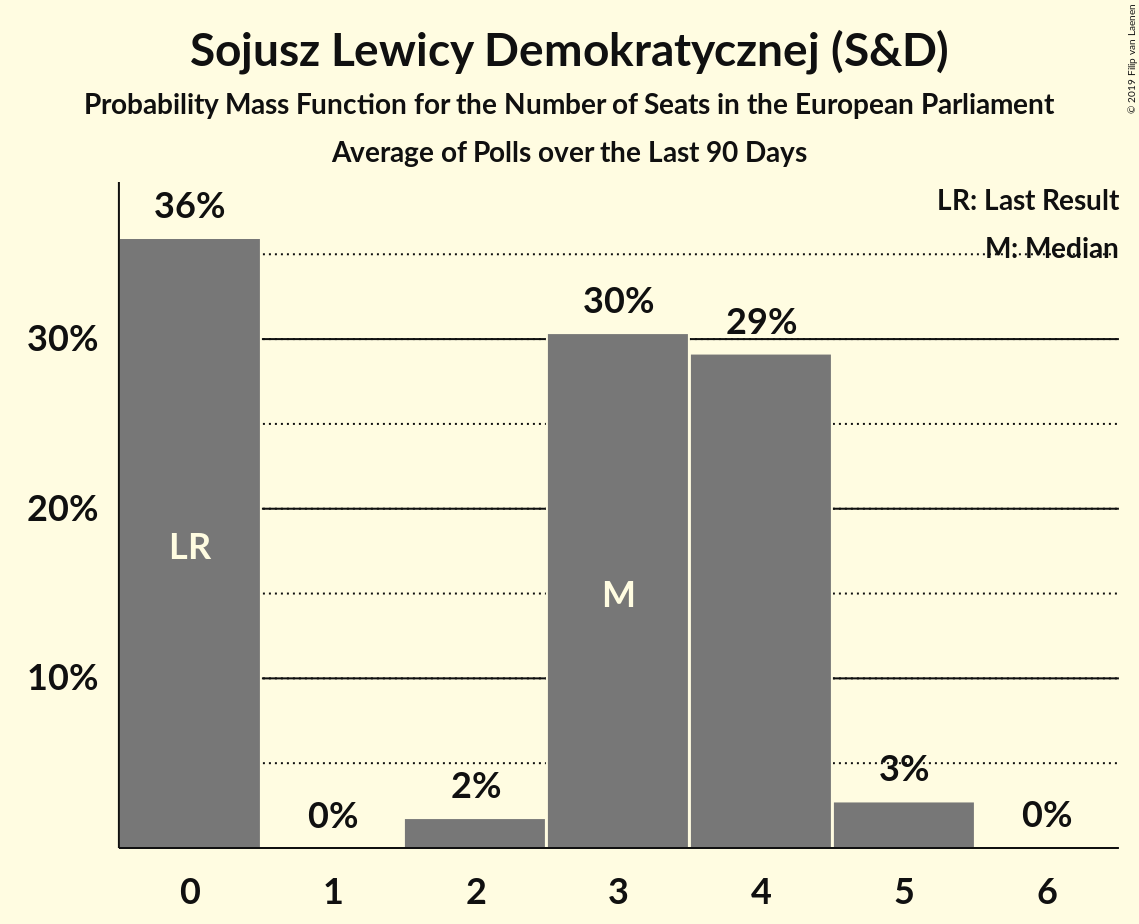 Sojusz Lewicy Demokratycznej (S&D)
Probability Mass Function for the Number of Seats in the European Parliament
Average of Polls over the Last 90 Days
© 2019 Filip van Laenen
LR: Last Result
M: Median
36%
30%
29%
30%
20%
LR
M
10%
2%
3%
0%
0%
0 1 2 3 4 5 6